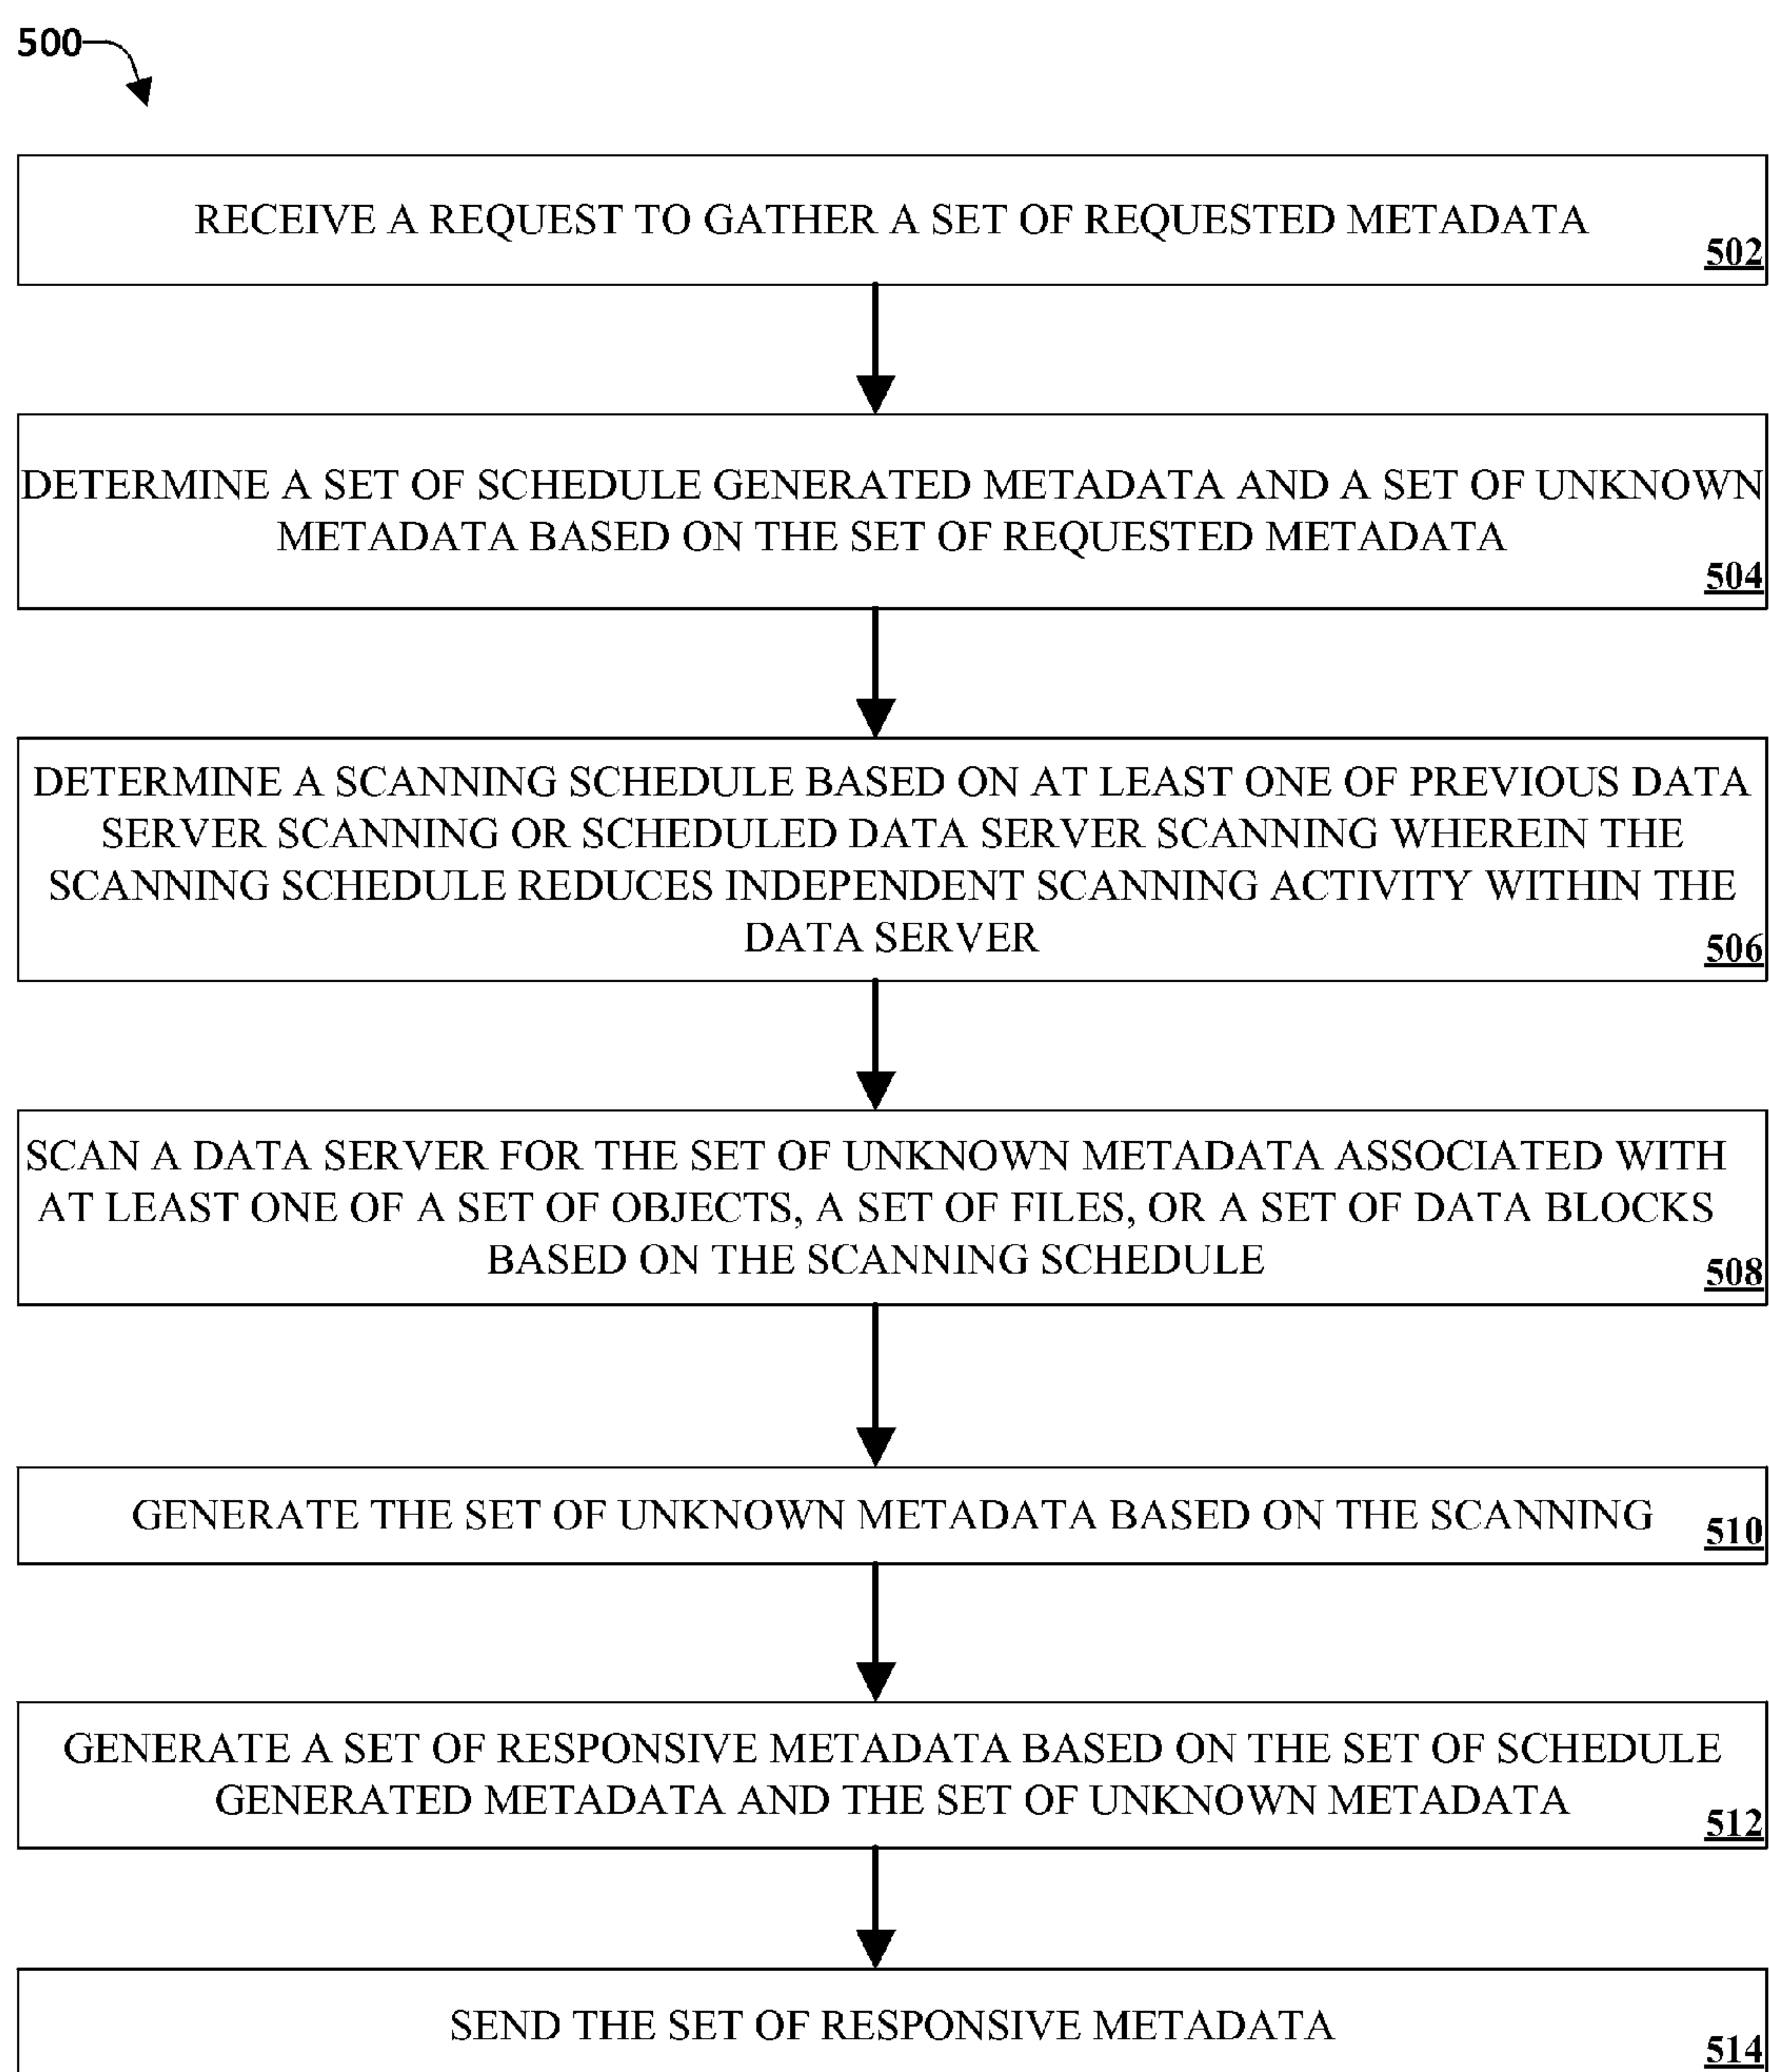 500
RECEIVE A REQUEST TO GATHER A SET OF REQUESTED METADATA
502
DETERMINE A SET OF SCHEDULE GENERATED METADATA AND A SET OF UNKNOWN
METADATA BASED ON THE SET OF REQUESTED METADATA
504
DETERMINE A SCANNING SCHEDULE BASED ON AT LEAST ONE OF PREVIOUS DATA
SERVER SCANNING OR SCHEDULED DATA SERVER SCANNING WHEREIN THE
SCANNING SCHEDULE REDUCES INDEPENDENT SCANNING ACTIVITY WITHIN THE
DATA SERVER
506
SCAN A DATA SERVER FOR THE SET OF UNKNOWN METADATA ASSOCIATED WITH
AT LEAST ONE OF A SET OF OBJECTS, A SET OF FILES, OR A SET OF DATA BLOCKS
BASED ON THE SCANNING SCHEDULE
508
GENERATE THE SET OF UNKNOWN METADATA BASED ON THE SCANNING
510
GENERATE A SET OF RESPONSIVE METADATA BASED ON THE SET OF SCHEDULE
GENERATED METADATA AND THE SET OF UNKNOWN METADATA
512
SEND THE SET OF RESPONSIVE METADATA
514